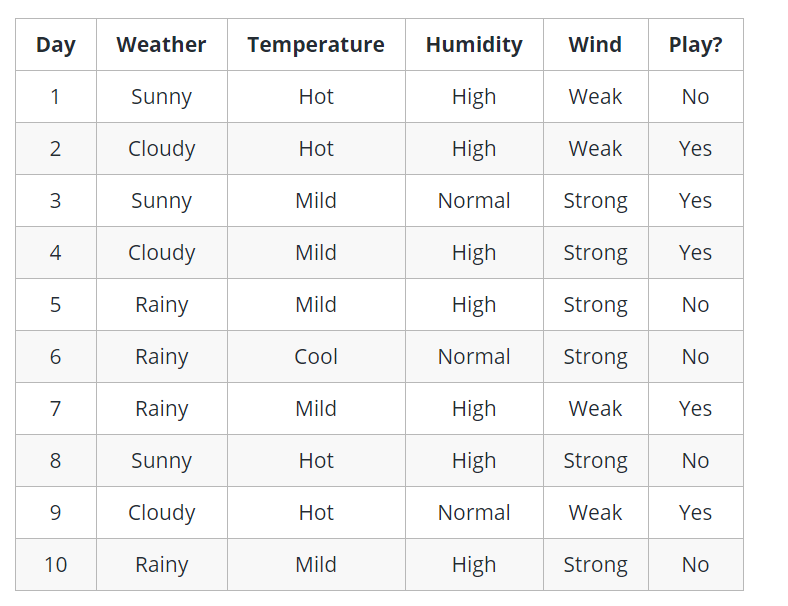 Day Weather Temperature Humidity Wind Play?
1 Sunny Hot High Weak No
2 Cloudy Hot High Weak Yes
3 Sunny Mild Normal Strong Yes
4 Cloudy Mild High Strong Yes
5 Rainy Mild High Strong No
6 Rainy Cool Normal Strong No
7 Rainy Mild High Weak Yes
8 Sunny Hot High Strong No
9 Cloudy Hot Normal Weak Yes
10 Rainy Mild High Strong No